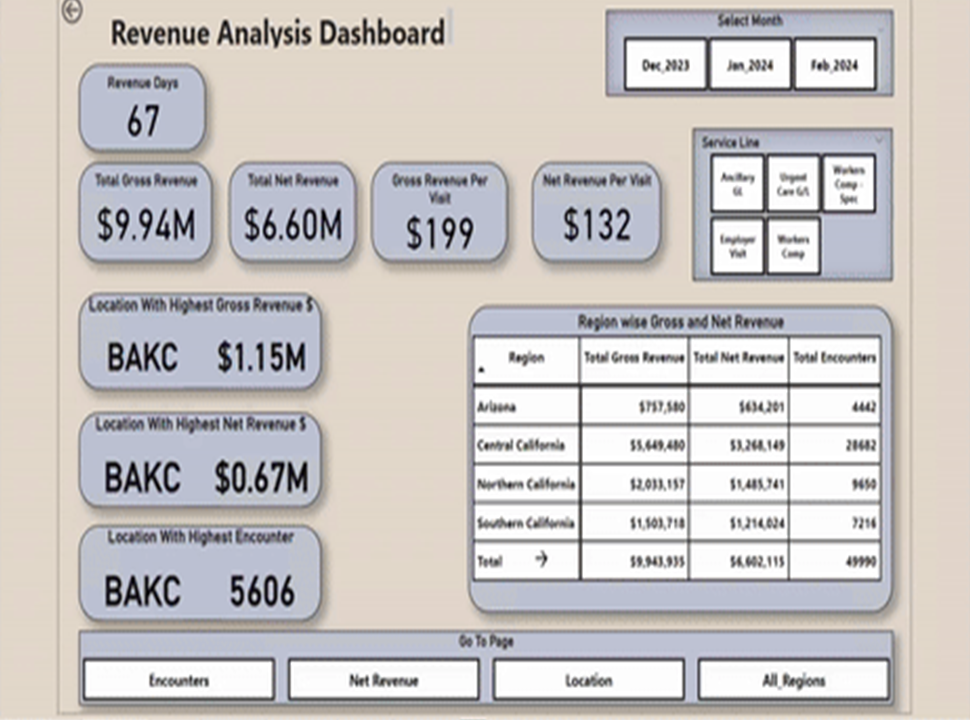 Revenue Analysis Dashboard
Select Month
Dec_2023 Jan_2024 Feb_2024
Revenue Days
67
Service Line
Ancillary GL
Urgent Care G/L
Workers Comp - Spec
Employer Visit
Workers Comp
Total Gross Revenue
$9.94M
Total Net Revenue
$6.60M
Gross Revenue Per Visit
$199
Net Revenue Per Visit
$132
Location With Highest Gross Revenue $
BAKC $1.15M
Location With Highest Net Revenue $
BAKC $0.67M
Location With Highest Encounter
BAKC 5606
Region wise Gross and Net Revenue
Region Total Gross Revenue Total Net Revenue Total Encounters
Arizona $757,580 $634,201 4442
Central California $5,649,480 $3,268,149 28682
Northern California $2,033,157 $1,485,741 9650
Southern California $1,503,718 $1,214,024 7216
Total $9,943,935 $6,602,115 49990
Go To Page
Encounters Net Revenue Location All_Regions